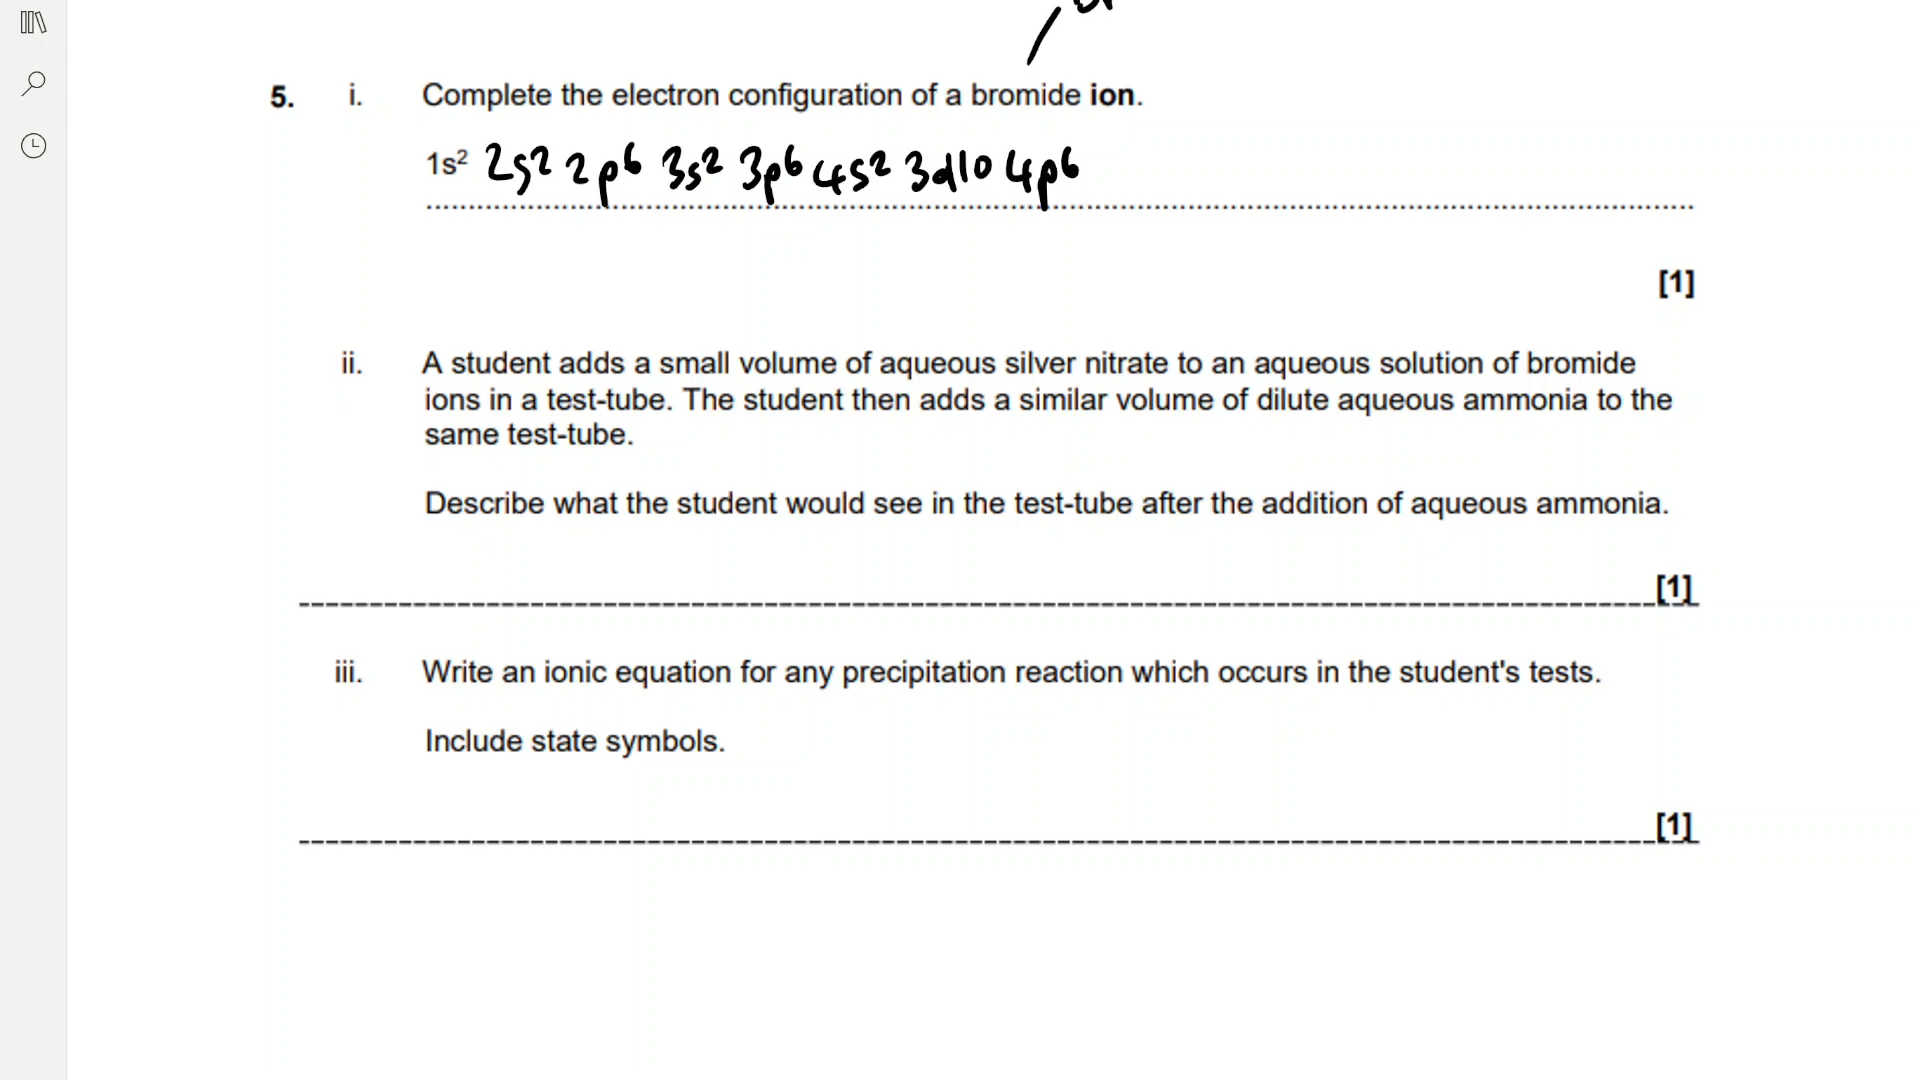 5. i. Complete the electron configuration of a bromide ion.
1s² 2s² 2p⁶ 3s² 3p⁶ 4s² 3d10 4p⁶
[1]
ii. A student adds a small volume of aqueous silver nitrate to an aqueous solution of bromide
ions in a test-tube. The student then adds a similar volume of dilute aqueous ammonia to the
same test-tube.
Describe what the student would see in the test-tube after the addition of aqueous ammonia.
[1]
iii. Write an ionic equation for any precipitation reaction which occurs in the student's tests.
Include state symbols.
[1]